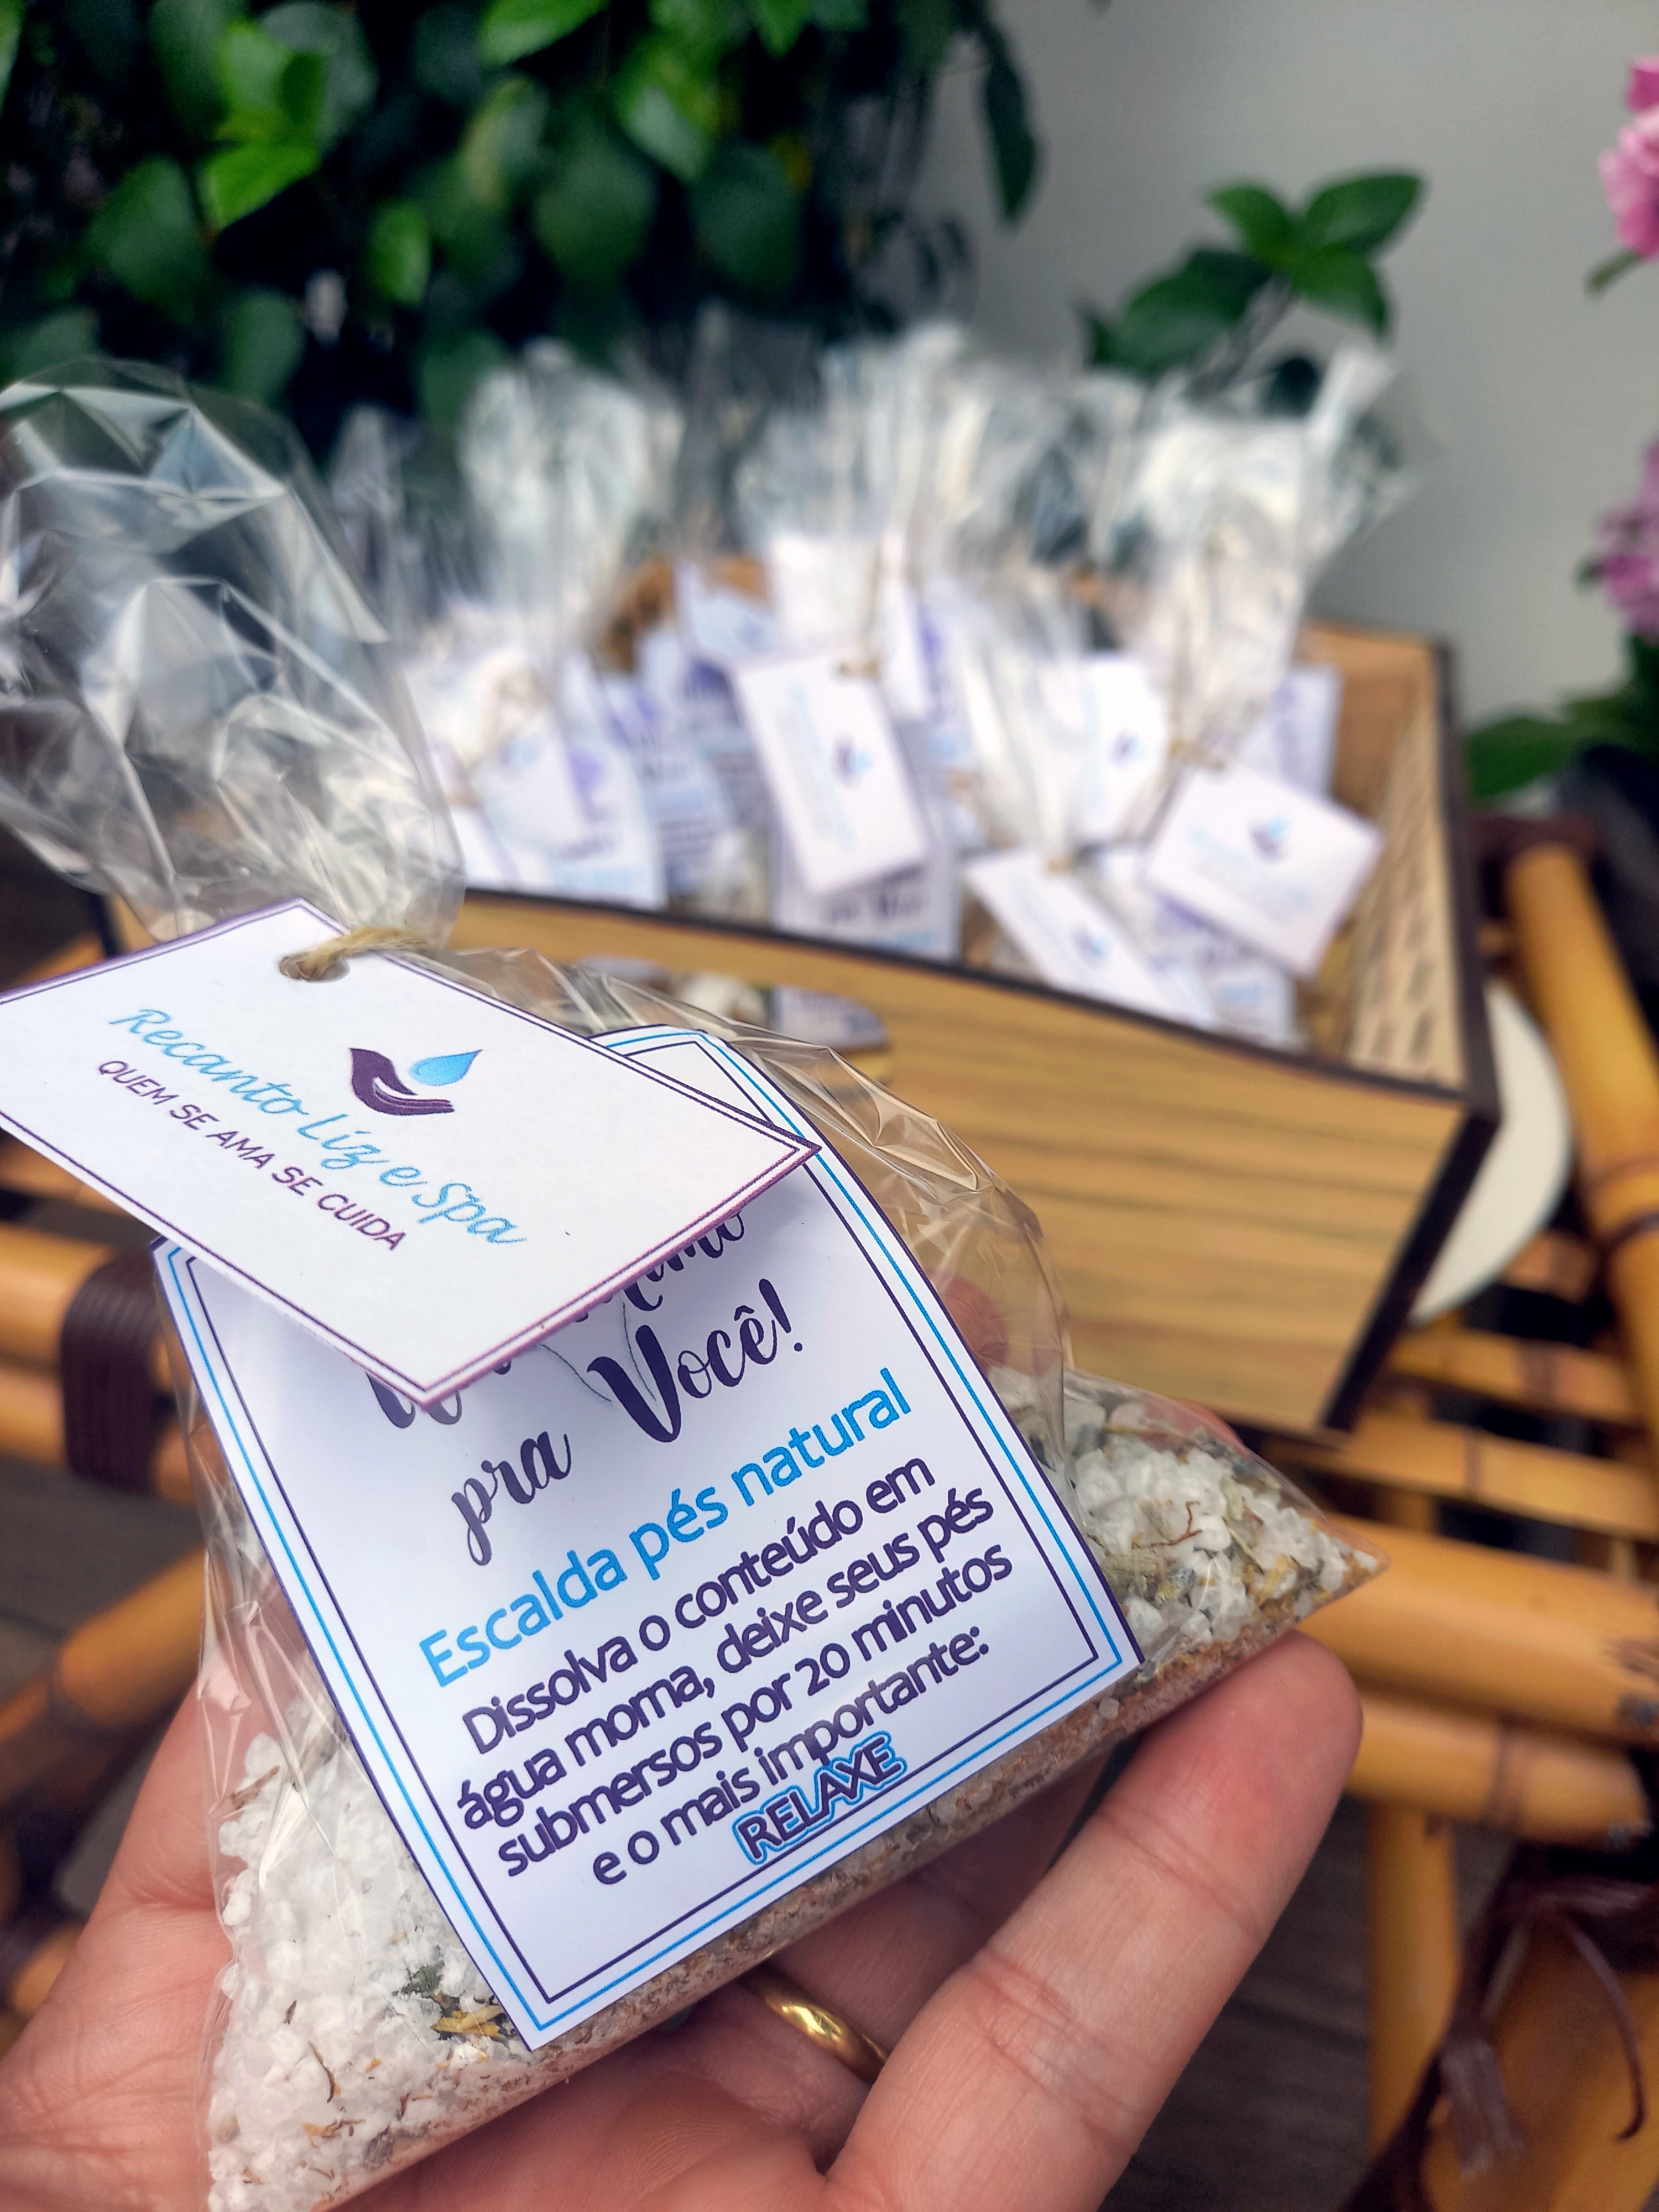 Recanto Liz e Spa
QUEM SE AMA SE CUIDA
pra Você!
Escalda pés natural
Dissolva o conteúdo em
água morna, deixe seus pés
submersos por 20 minutos
e o mais importante:
RELAXE